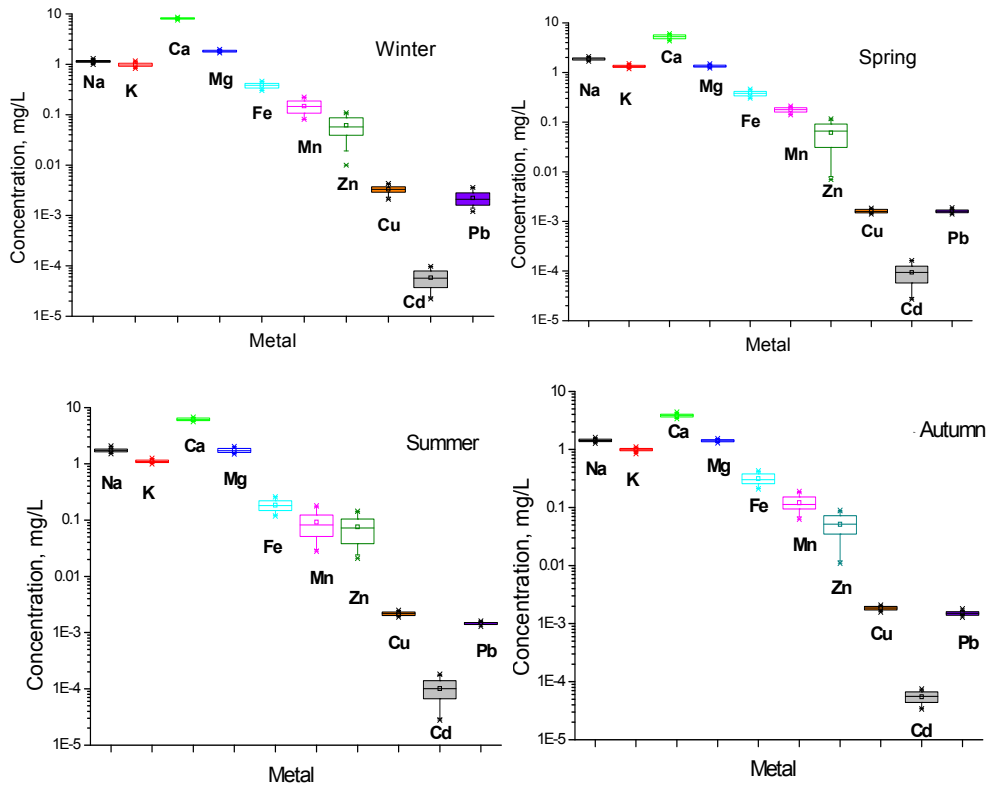 Winter
Concentration, mg/L
10
1
0.1
0.01
1E-3
1E-4
1E-5
Na
K
Ca
Mg
Fe
Mn
Zn
Cu
Cd
Pb
Metal
Spring
Concentration, mg/L
10
1
0.1
0.01
1E-3
1E-4
1E-5
Na
K
Ca
Mg
Fe
Mn
Zn
Cu
Cd
Pb
Metal
Summer
Concentration, mg/L
10
1
0.1
0.01
1E-3
1E-4
1E-5
Na
K
Ca
Mg
Fe
Mn
Zn
Cu
Cd
Pb
Metal
Autumn
Concentration, mg/L
10
1
0.1
0.01
1E-3
1E-4
1E-5
Na
K
Ca
Mg
Fe
Mn
Zn
Cu
Cd
Pb
Metal